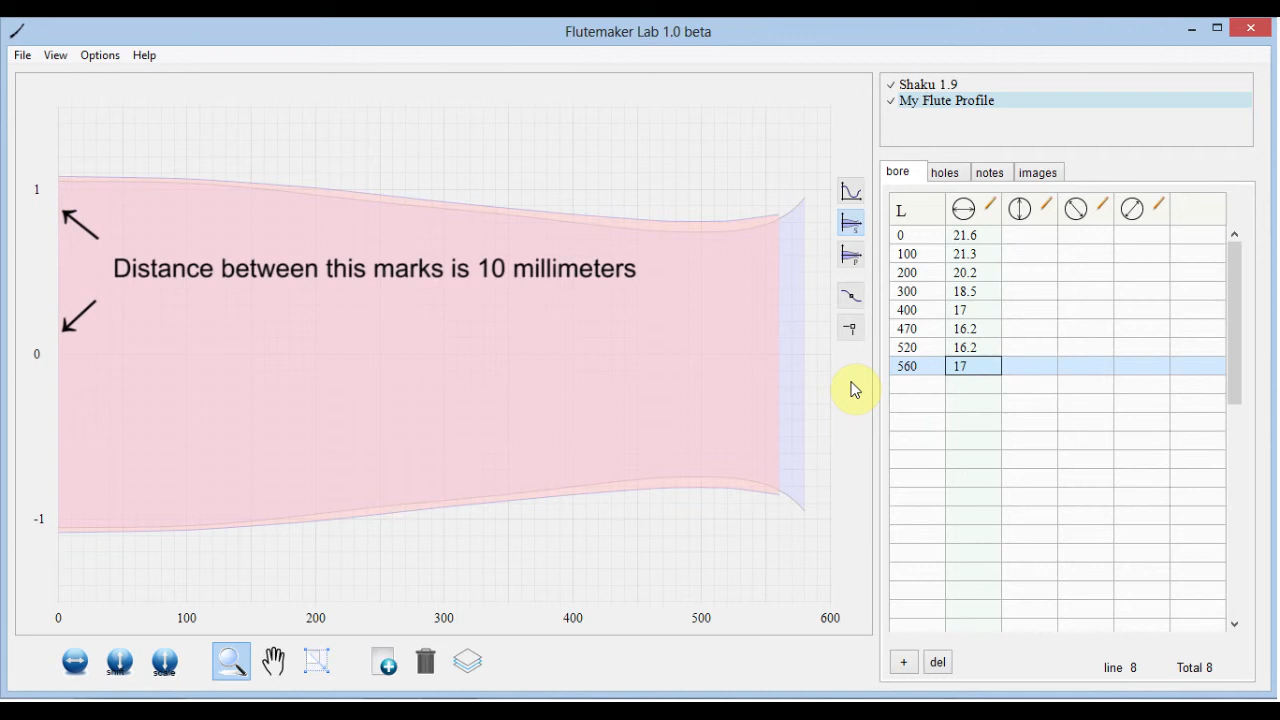 Flutemaker Lab 1.0 beta
File View Options Help
✓ Shaku 1.9
✓ My Flute Profile
1
0
-1
Distance between this marks is 10 millimeters
0 100 200 300 400 500 600
shift
scale
bore holes notes images
L
0 21.6
100 21.3
200 20.2
300 18.5
400 17
470 16.2
520 16.2
560 17
+ del line 8 Total 8
S
P